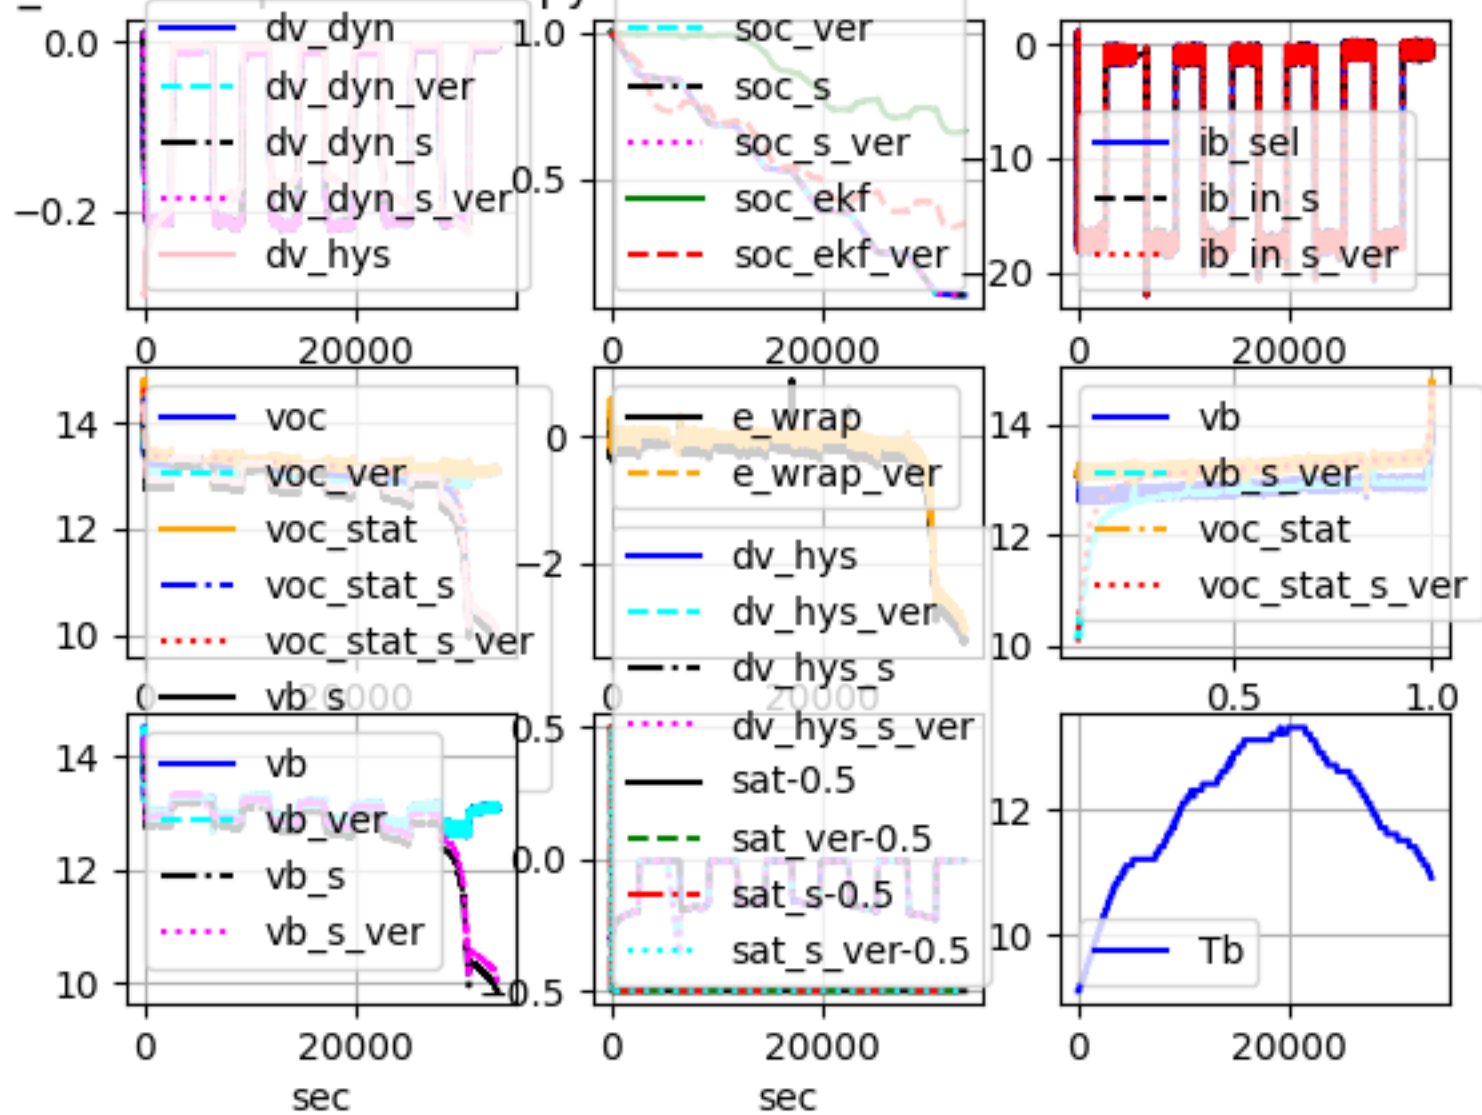 0.0
−0.2
dv_dyn
dv_dyn_ver
dv_dyn_s
dv_dyn_s_ver
dv_hys
0
20000
1.0
0.5
soc_ver
soc_s
soc_s_ver
soc_ekf
soc_ekf_ver
0
20000
0
−10
−20
ib_sel
ib_in_s
ib_in_s_ver
0
20000
14
12
10
voc
voc_ver
voc_stat
voc_stat_s
voc_stat_s_ver
vb_s
0
20000
0
−2
e_wrap
e_wrap_ver
0
20000
14
12
10
vb
vb_s_ver
voc_stat
voc_stat_s_ver
0.5
1.0
14
12
10
vb
vb_ver
vb_s
vb_s_ver
0
20000
sec
0.5
0.0
−0.5
dv_hys
dv_hys_ver
dv_hys_s
dv_hys_s_ver
sat-0.5
sat_ver-0.5
sat_s-0.5
sat_s_ver-0.5
0
20000
sec
12
10
Tb
0
20000